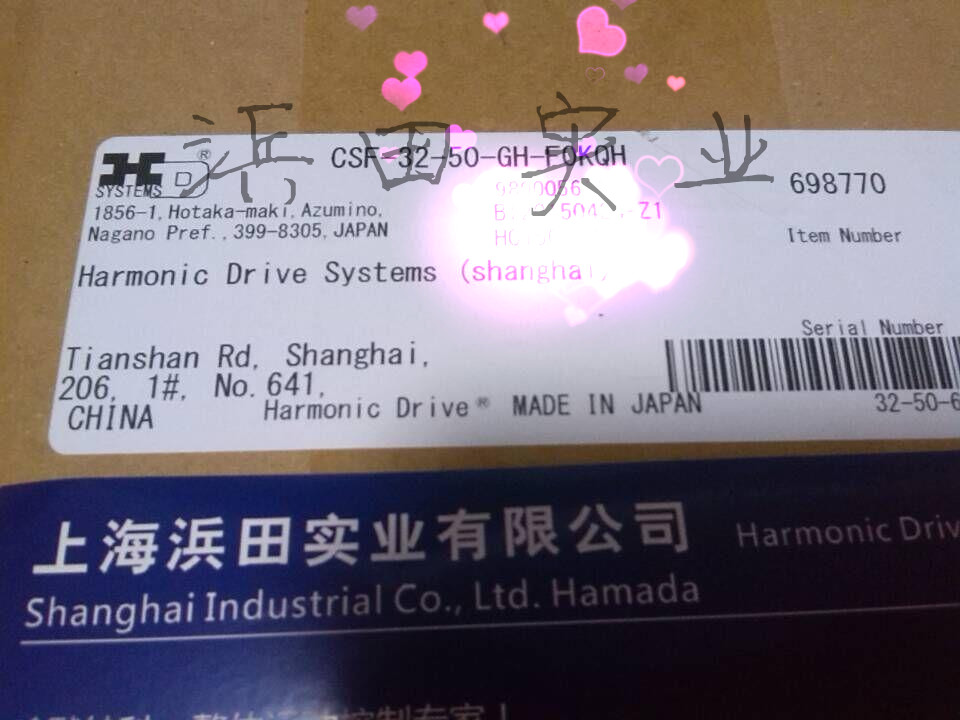 浜田实业
CSF-32-50-GH-F0KQH
698770
SYSTEMS
1856-1, Hotaka-maki, Azumino,
Nagano Pref., 399-8305, JAPAN
Item Number
Harmonic Drive Systems (shanghai)
Serial Number
Tianshan Rd, Shanghai,
206, 1#, No. 641,
CHINA
Harmonic Drive® MADE IN JAPAN
32-50-
上海浜田实业有限公司
Harmonic Driv
Shanghai Industrial Co., Ltd. Hamada